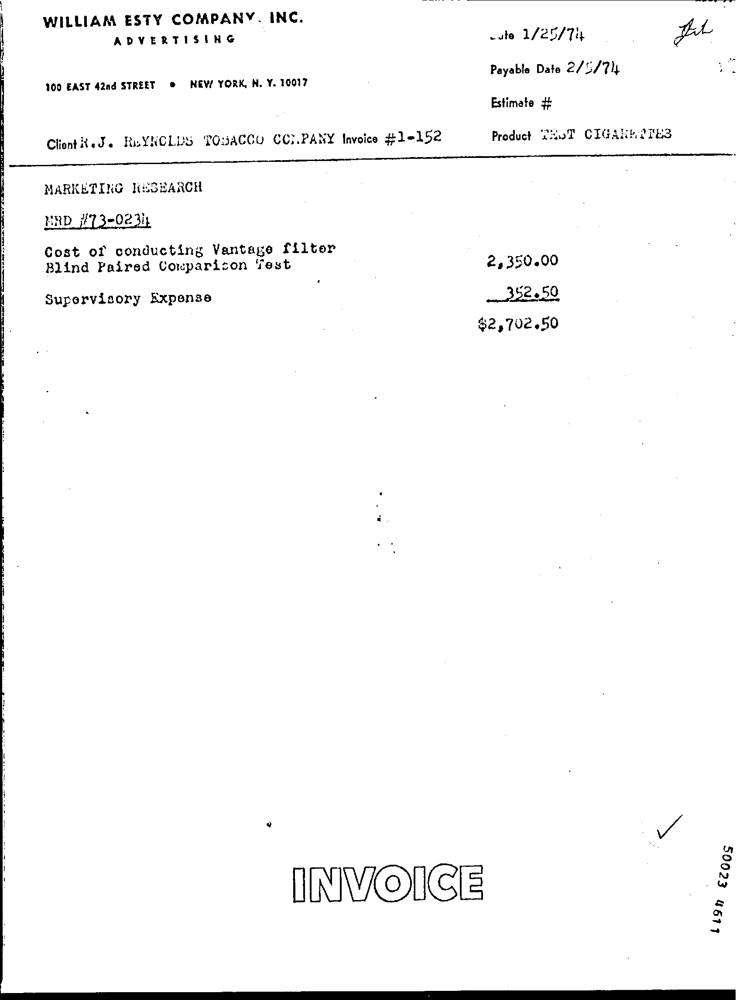 WILLIAM ESTY COMPANY. INC.
ADVERTISING
100 EAST 42nd STREET • NEW YORK, N. Y. 10017
Date 1/25/74
Payable Date 2/5/74
Estimate #
Client R.J. REYNOLDS TOBACCO COMPANY Invoice #1-152
Product TEST CIGARETTES
MARKETING RESEARCH
MRD #73-0234
Cost of conducting Vantage filter
Blind Paired Comparison Test 2,350.00
Supervisory Expense 352.50
$2,702.50
INVOICE
50023 4611